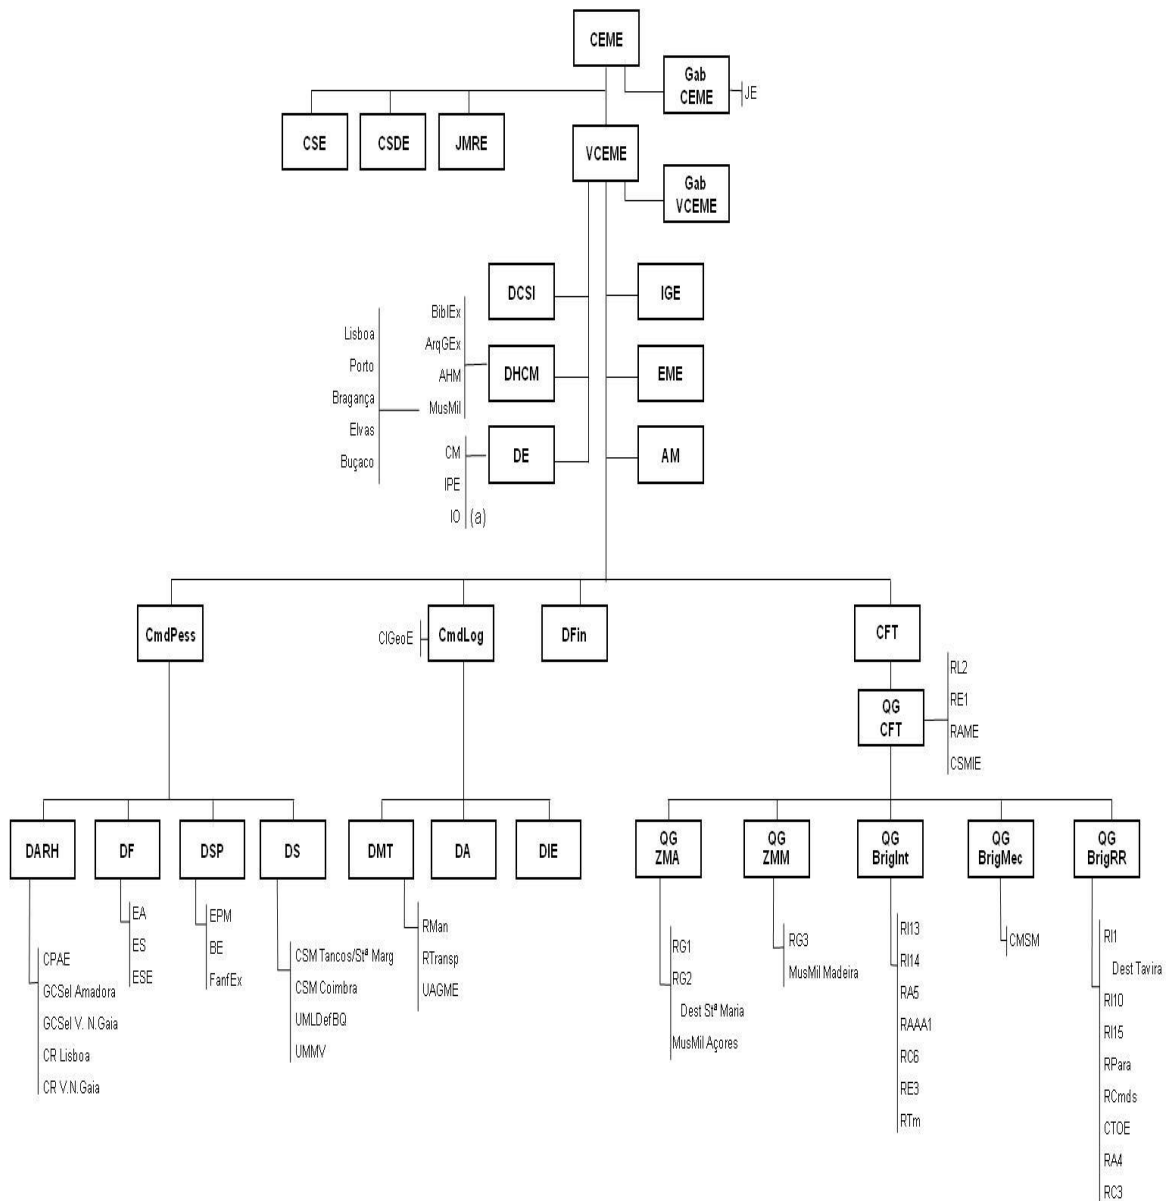 CEME
Gab
CEME
JE
CSE
CSDE
JMRE
VCEME
Gab
VCEME
DCSI
IGE
BiblEx
ArqGEx
AHM
MusMil
Lisboa
Porto
Bragança
Elvas
Buçaco
DHCM
EME
CM
IPE
IO
(a)
DE
AM
CmdPess
CIGeoE
CmdLog
DFin
CFT
QG
CFT
RL2
RE1
RAME
CSMIE
DARH
DF
DSP
DS
DMT
DA
DIE
QG
ZMA
QG
ZMM
QG
BrigInt
QG
BrigMec
QG
BrigRR
CPAE
GCSel Amadora
GCSel V. N.Gaia
CR Lisboa
CR V.N.Gaia
EA
ES
ESE
EPM
BE
FanfEx
CSM Tancos/Stª Marg
CSM Coimbra
UMLDefBQ
UMMV
RMan
RTransp
UAGME
RG1
RG2
Dest Stª Maria
MusMil Açores
RG3
MusMil Madeira
RI13
RI14
RA5
RAAA1
RC6
RE3
RTm
CMSM
RI1
Dest Tavira
RI10
RI15
RPara
RCmds
CTOE
RA4
RC3